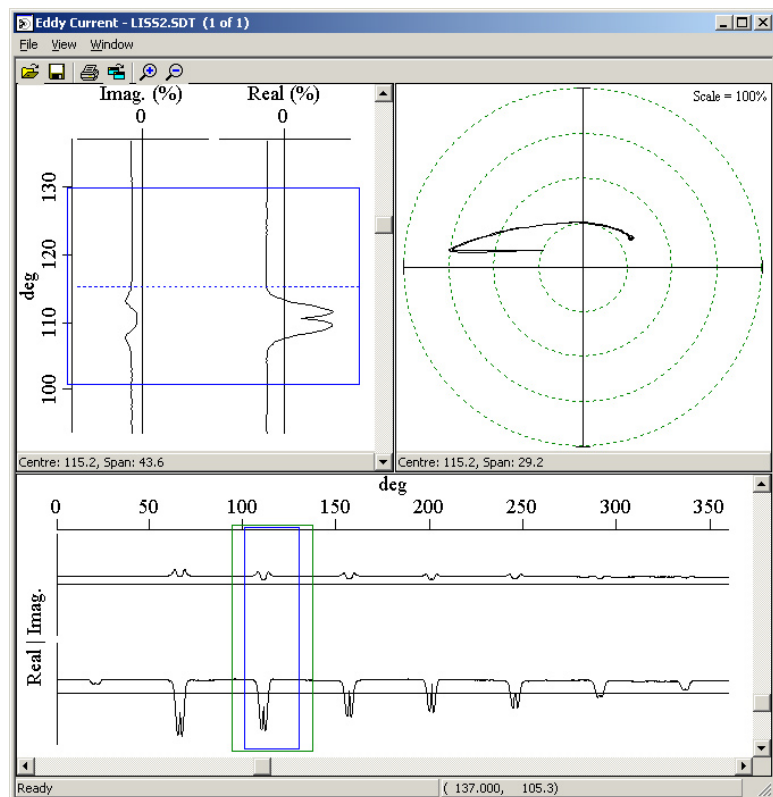 Eddy Current - LISS2.SDT (1 of 1)
File View Window
Imag. (%) Real (%)
0 0
130
120
110
100
deg
Centre: 115.2, Span: 43.6
Scale = 100%
Centre: 115.2, Span: 29.2
deg
0 50 100 150 200 250 300 350
Real | Imag.
Ready ( 137.000, 105.3)